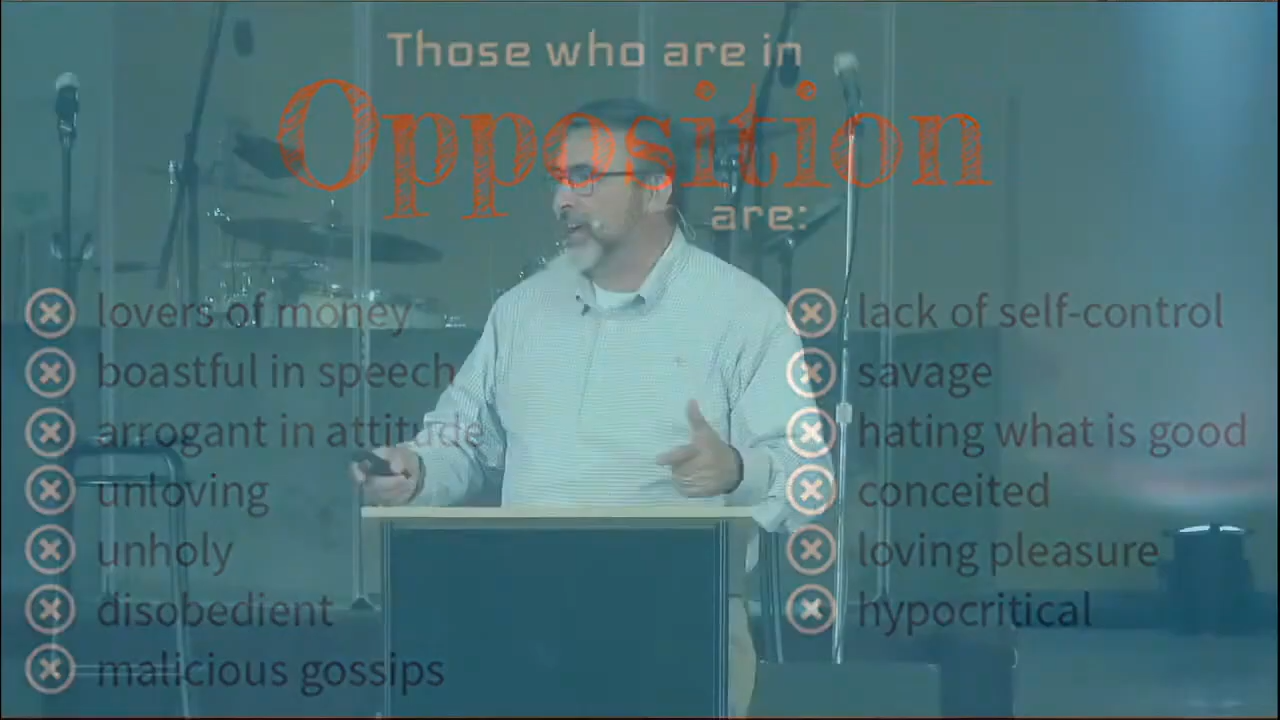 Those who are in
Opposition
are:
lovers of money
boastful in speech
arrogant in attitude
unloving
unholy
disobedient
malicious gossips
lack of self-control
savage
hating what is good
conceited
loving pleasure
hypocritical